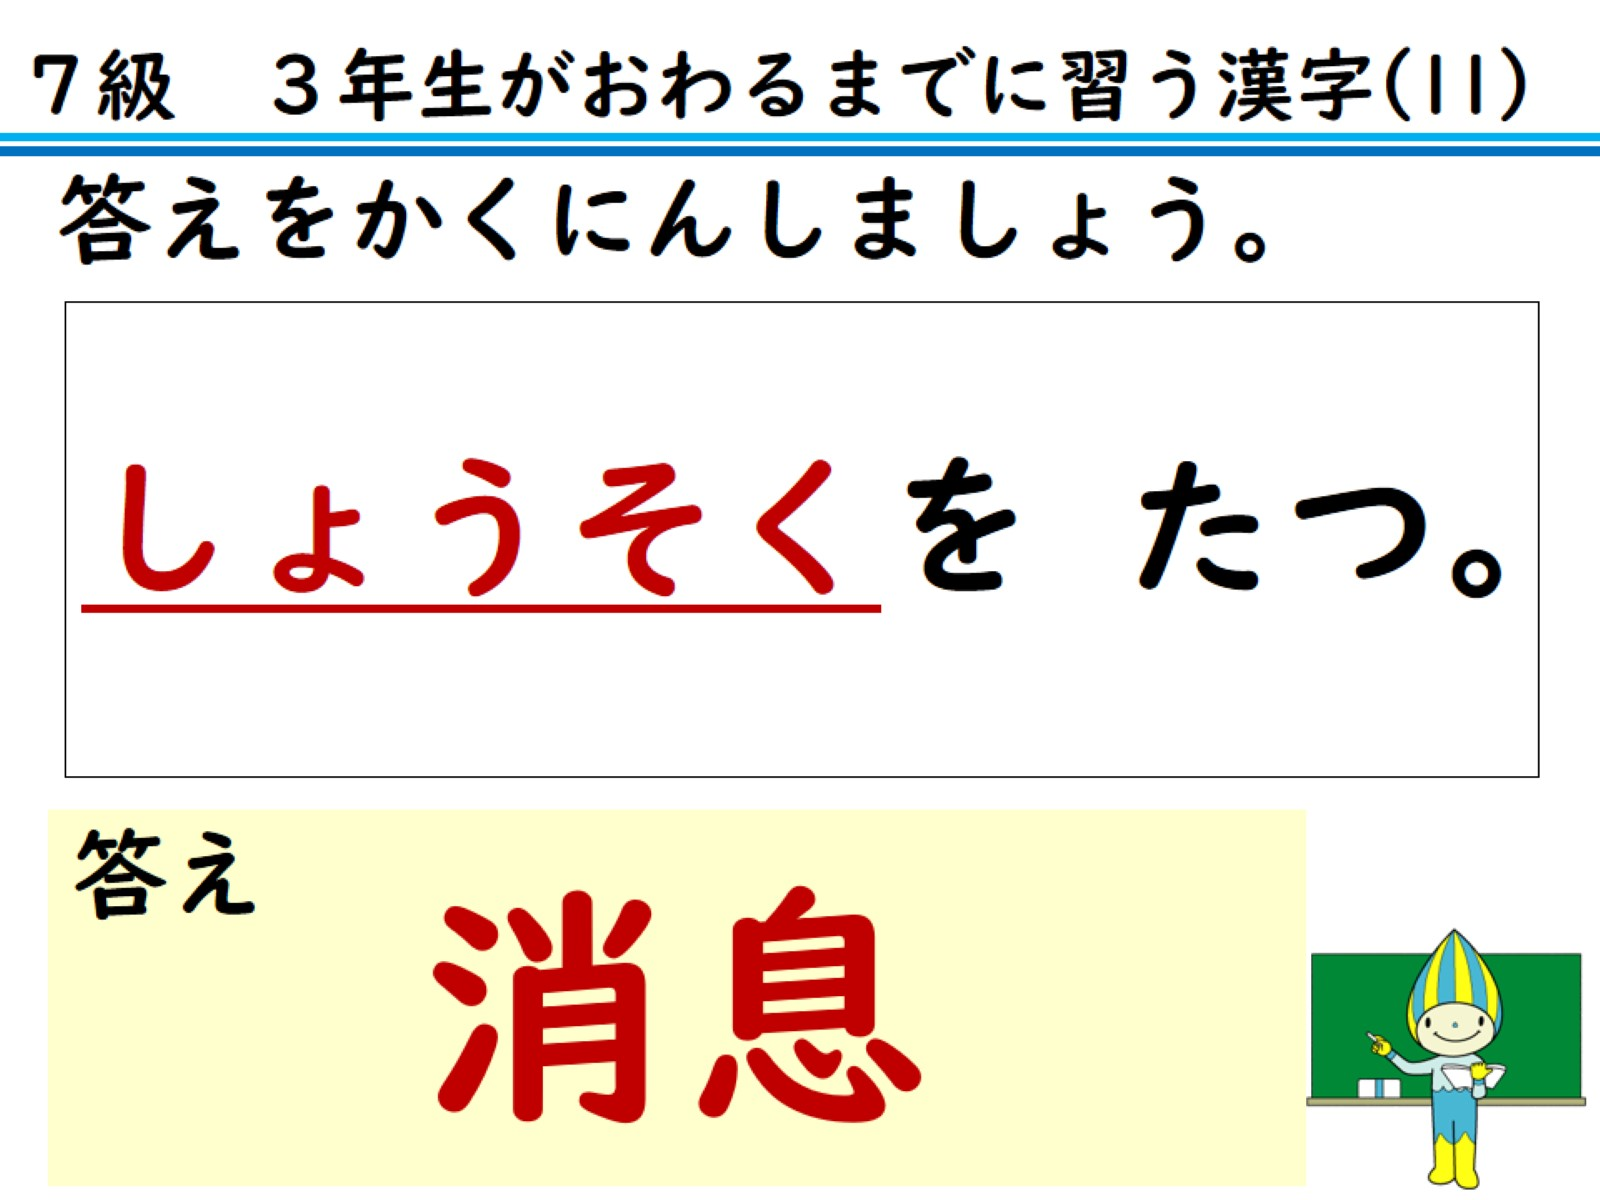 ７級　３年生がおわるまでに習う漢字(11)
答えをかくにんしましょう。
しょうそくを たつ。
答え
消息